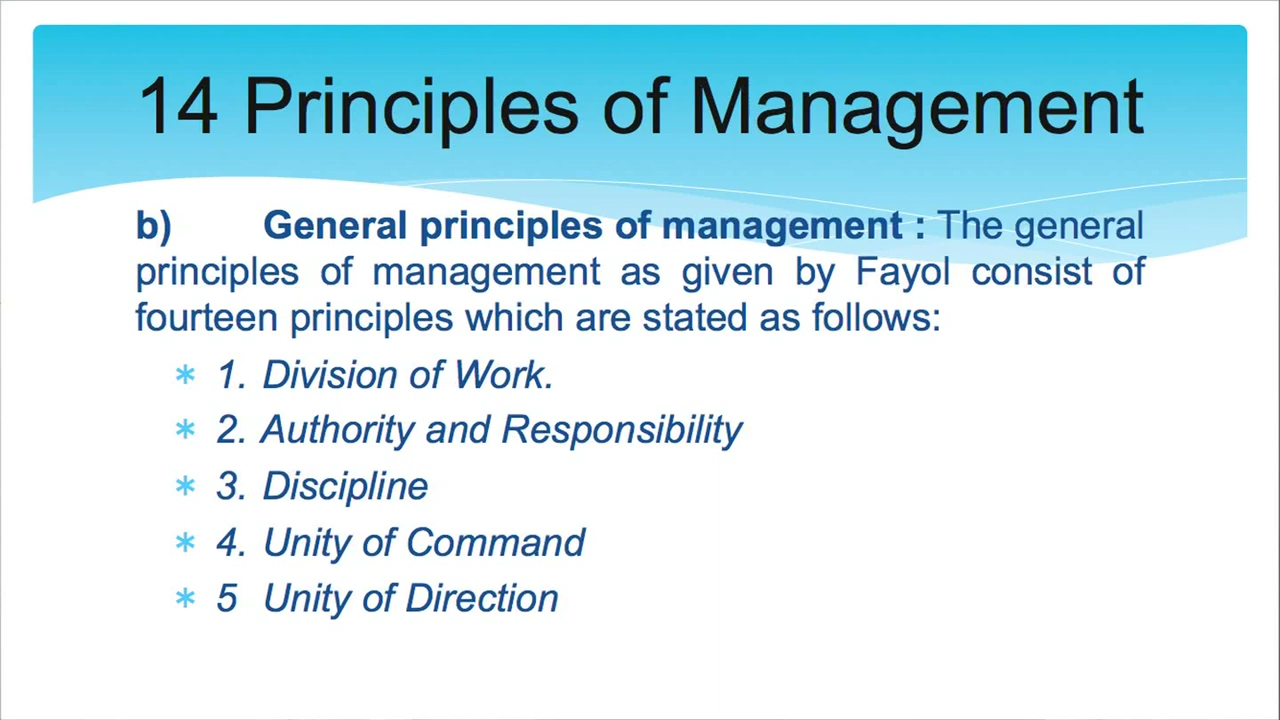 14 Principles of Management
b) General principles of management : The general
principles of management as given by Fayol consist of
fourteen principles which are stated as follows:
* 1. Division of Work.
* 2. Authority and Responsibility
* 3. Discipline
* 4. Unity of Command
* 5 Unity of Direction